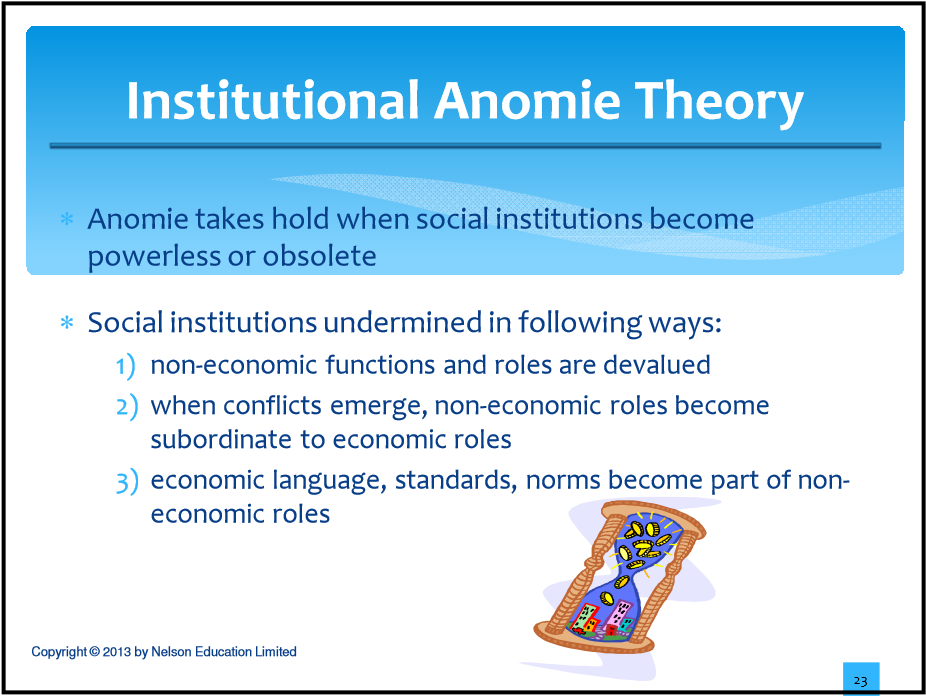 Institutional Anomie Theory
* Anomie takes hold when social institutions become
powerless or obsolete
* Social institutions undermined in following ways:
1) non-economic functions and roles are devalued
2) when conflicts emerge, non-economic roles become
subordinate to economic roles
3) economic language, standards, norms become part of non-
economic roles
Copyright © 2013 by Nelson Education Limited
23